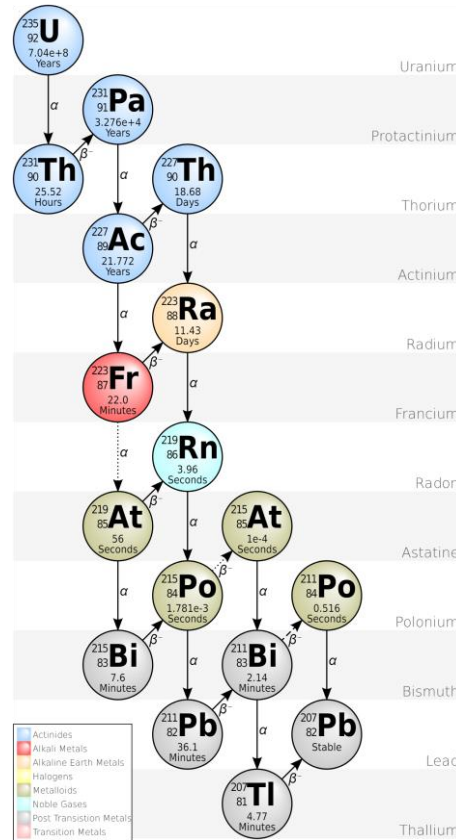 235
92 U
7.04e+8
Years
Uranium
α
231
91 Pa
3.276e+4
Years
Protactinium
β⁻
231
90 Th
25.52
Hours
α
227
90 Th
18.68
Days
Thorium
β⁻
227
89 Ac
21.772
Years
Actinium
α
α
223
88 Ra
11.43
Days
Radium
β⁻
223
87 Fr
22.0
Minutes
Francium
α
α
219
86 Rn
3.96
Seconds
Radon
β⁻
219
85 At
56
Seconds
α
215
85 At
1e-4
Seconds
Astatine
β⁻
α
215
84 Po
1.781e-3
Seconds
α
211
84 Po
0.516
Seconds
Polonium
β⁻
215
83 Bi
7.6
Minutes
α
β⁻
211
83 Bi
2.14
Minutes
α
Bismuth
β⁻
211
82 Pb
36.1
Minutes
α
207
82 Pb
Stable
Lead
β⁻
207
81 Tl
4.77
Minutes
Thallium
Actinides
Alkali Metals
Alkaline Earth Metals
Halogens
Metalloids
Noble Gases
Post Transistion Metals
Transition Metals